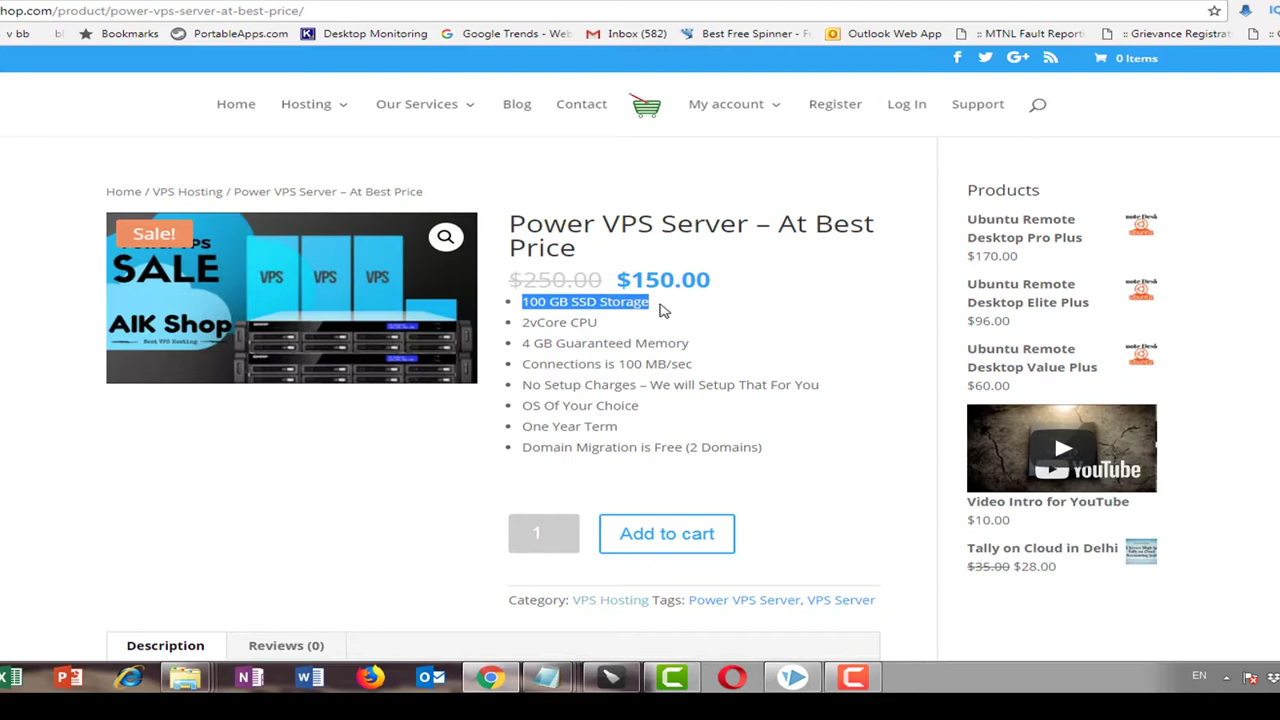 hop.com/product/power-vps-server-at-best-price/
v bb
bl
Bookmarks
PortableApps.com
Desktop Monitoring
Google Trends - Web
Inbox (582)
Best Free Spinner - F
Outlook Web App
:: MTNL Fault Reporti
:: Grievance Registrat
0 Items
Home
Hosting
Our Services
Blog
Contact
My account
Register
Log In
Support
Home / VPS Hosting / Power VPS Server – At Best Price
Sale!
SALE
AIK Shop
Best VPS Hosting
VPS
VPS
VPS
Power VPS Server – At Best
Price
$250.00 $150.00
• 100 GB SSD Storage
• 2vCore CPU
• 4 GB Guaranteed Memory
• Connections is 100 MB/sec
• No Setup Charges – We will Setup That For You
• OS Of Your Choice
• One Year Term
• Domain Migration is Free (2 Domains)
1
Add to cart
Category: VPS Hosting Tags: Power VPS Server, VPS Server
Description
Reviews (0)
Products
Ubuntu Remote
Desktop Pro Plus
$170.00
Ubuntu Remote
Desktop Elite Plus
$96.00
Ubuntu Remote
Desktop Value Plus
$60.00
YouTube
Video Intro for YouTube
$10.00
Tally on Cloud in Delhi
$35.00 $28.00
EN